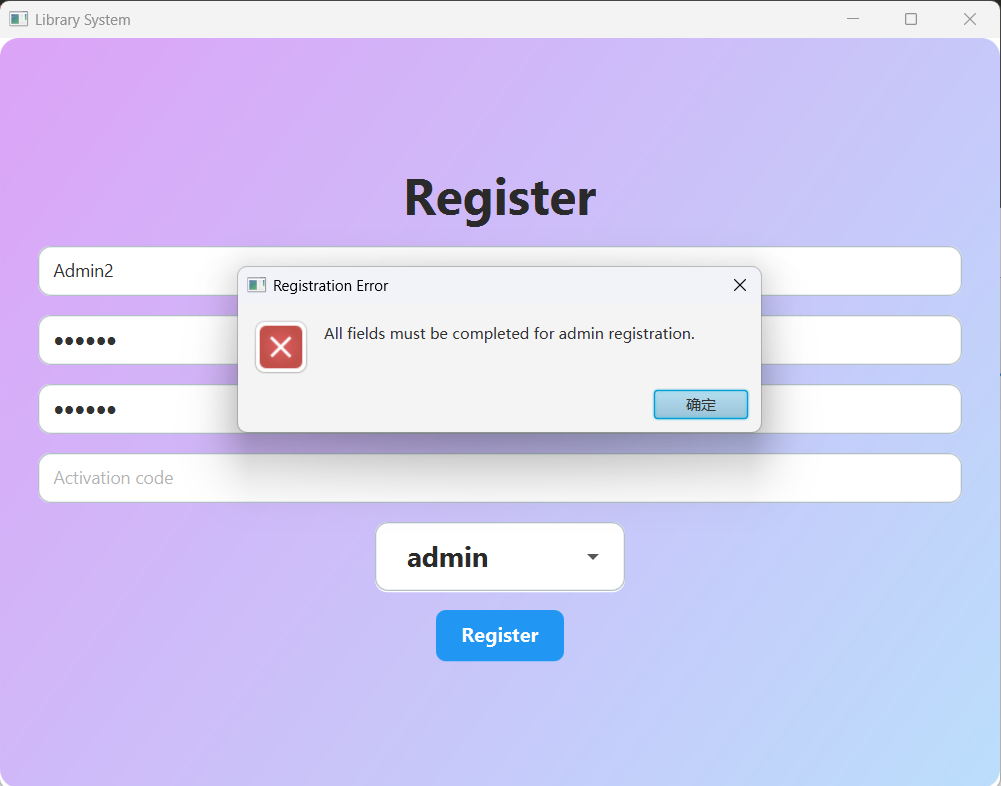 Library System
Register
Admin2
Registration Error
All fields must be completed for admin registration.
确定
••••••
••••••
Activation code
admin
Register